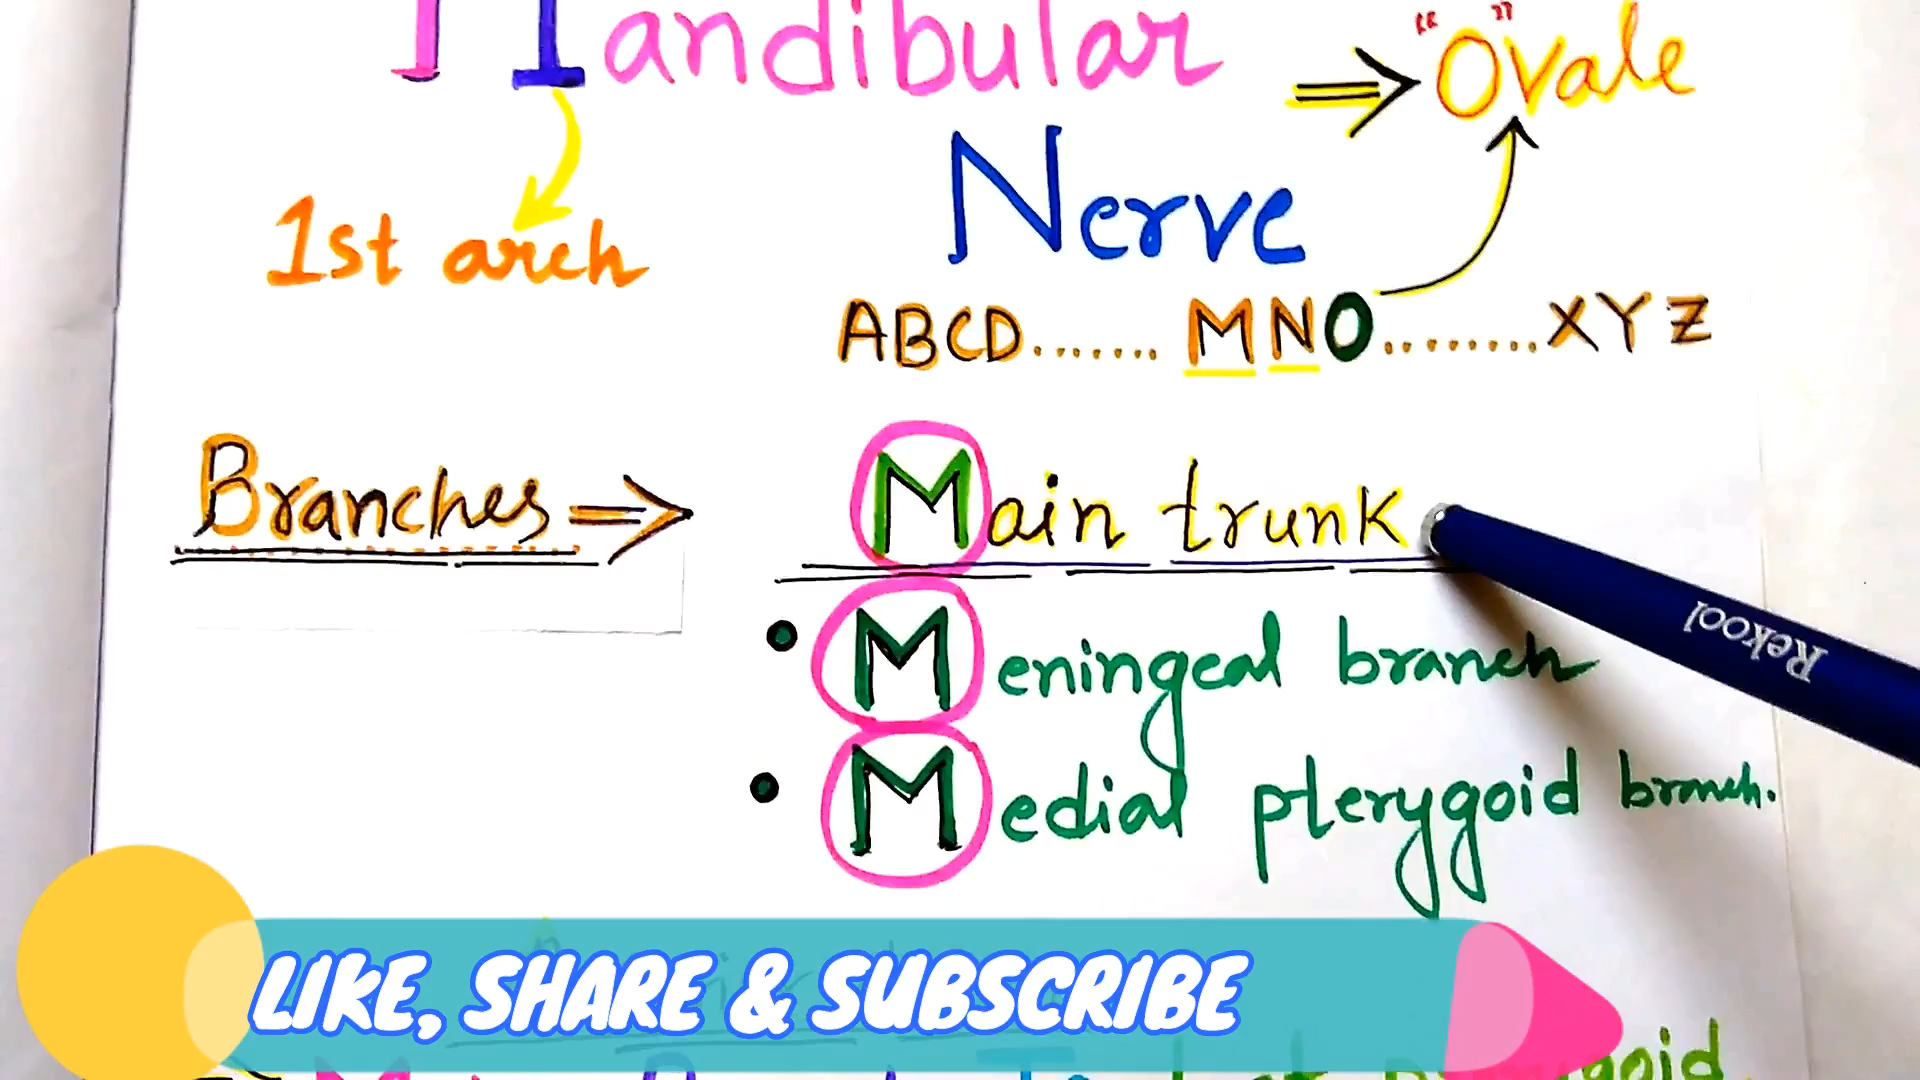 Mandibular
⇒ "Ovale"
1st arch
Nerve
ABCD....... MNO.........XYZ
Branches ⇒ Main trunk
• Meningeal branch
• Medial pterygoid branch.
Rekool
LIKE, SHARE & SUBSCRIBE